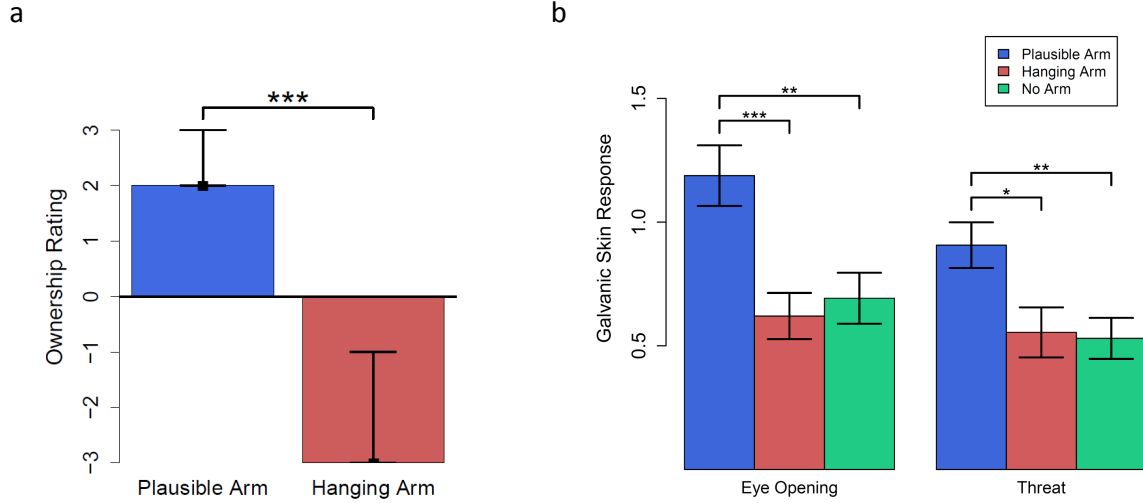 a
***
3
2
1
0
−1
−2
−3
Ownership Rating
Plausible Arm
Hanging Arm
b
Plausible Arm
Hanging Arm
No Arm
1.5
1.0
0.5
Galvanic Skin Response
**
***
**
*
Eye Opening
Threat